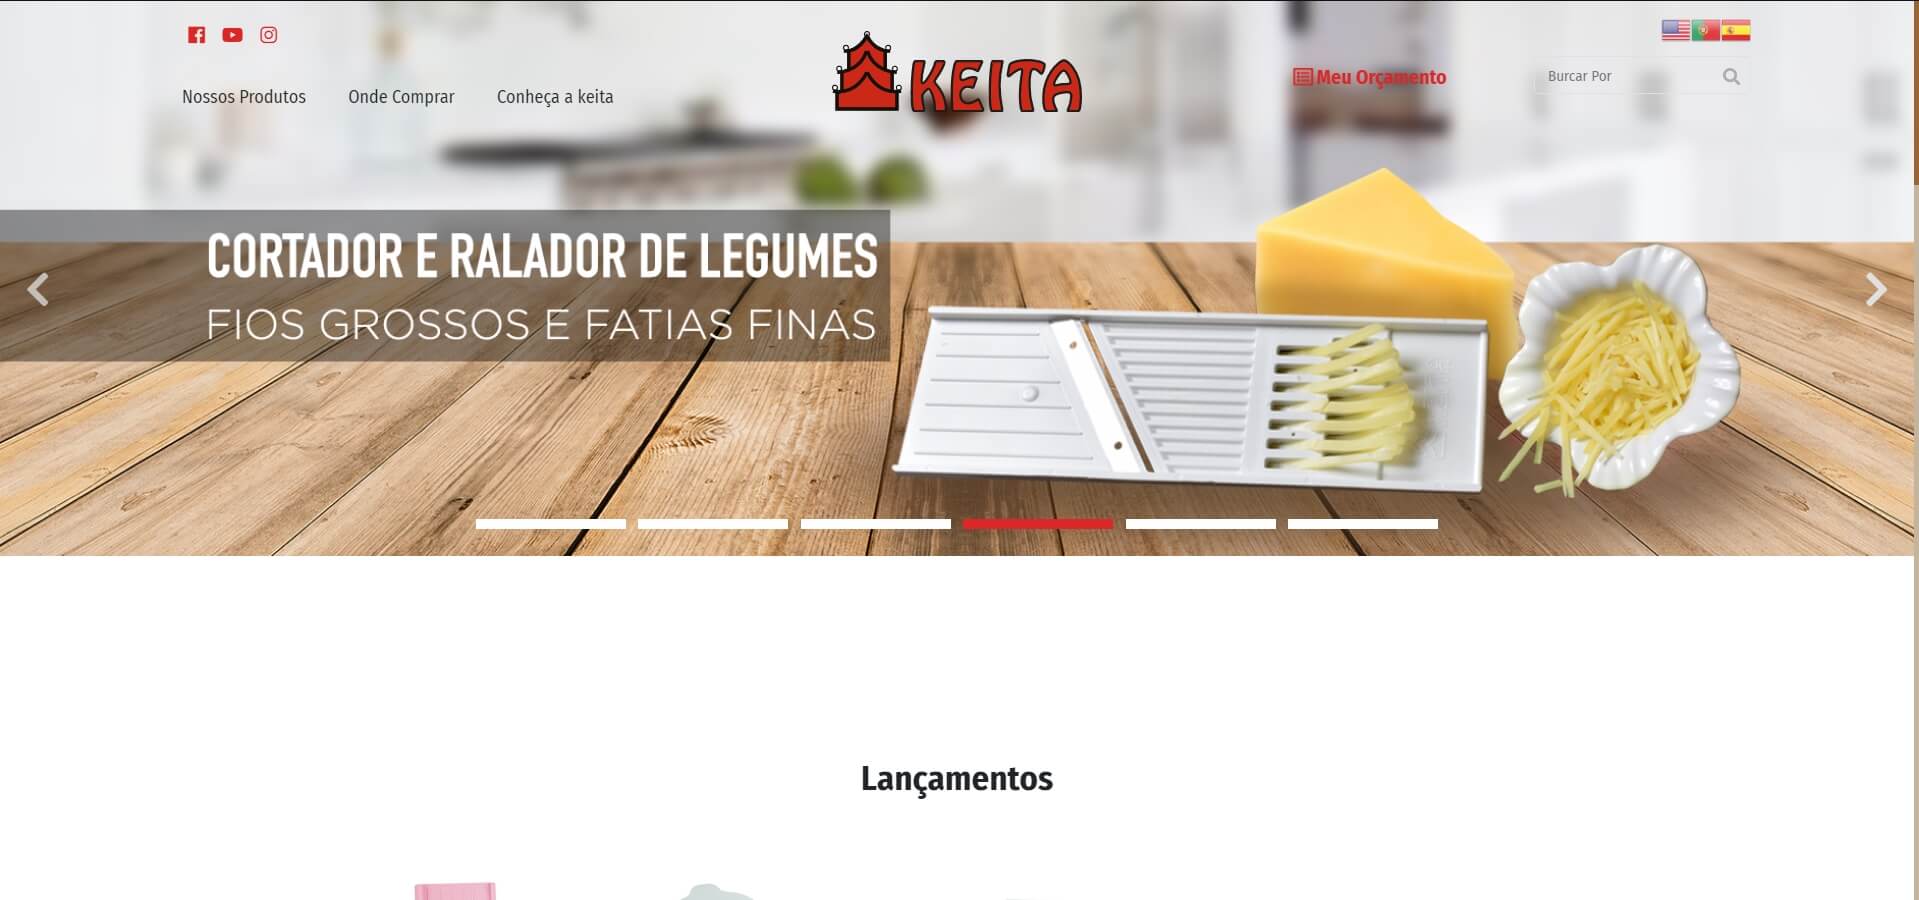 Nossos Produtos
Onde Comprar
Conheça a keita
KEITA
Meu Orçamento
Burcar Por
CORTADOR E RALADOR DE LEGUMES
FIOS GROSSOS E FATIAS FINAS
Lançamentos